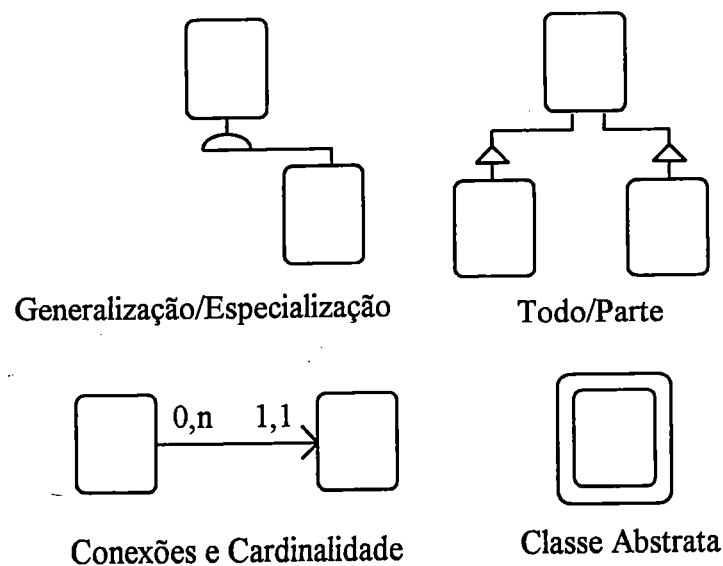 Generalização/Especialização
Todo/Parte
0,n 1,1
Conexões e Cardinalidade
Classe Abstrata